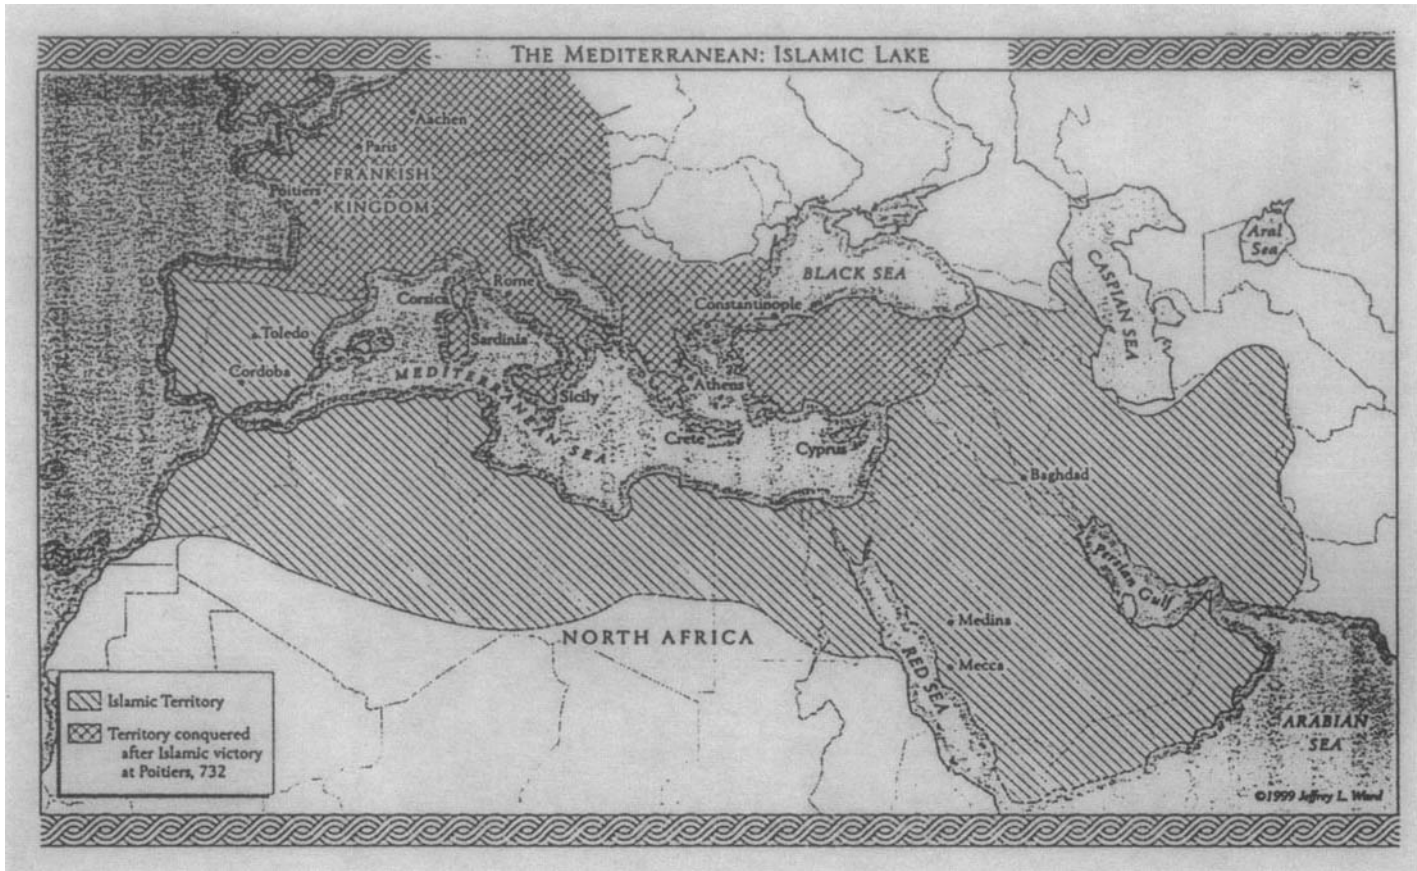 THE MEDITERRANEAN: ISLAMIC LAKE
Aachen
Paris
FRANKISH
KINGDOM
Poitiers
Aral
Sea
BLACK SEA
CASPIAN SEA
Corsica
Rome
Constantinople
Toledo
Sardinia
Cordoba
MEDITERRANEAN SEA
Athens
Sicily
Crete
Cyprus
Baghdad
Persian Gulf
Medina
NORTH AFRICA
Mecca
RED SEA
Islamic Territory
Territory conquered
after Islamic victory
at Poitiers, 732
ARABIAN
SEA
©1999 Jeffrey L. Ward